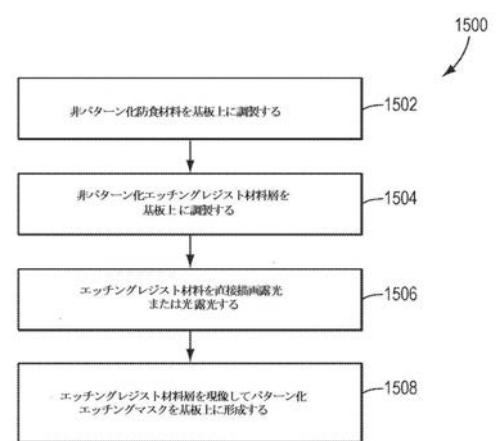 1500
非パターン化防食材料を基板上に調製する
1502
非パターン化エッチングレジスト材料層を
基板上に調製する
1504
エッチングレジスト材料を直接描画露光
または光露光する
1506
エッチングレジスト材料層を現像してパターン化
エッチングマスクを基板上に形成する
1508